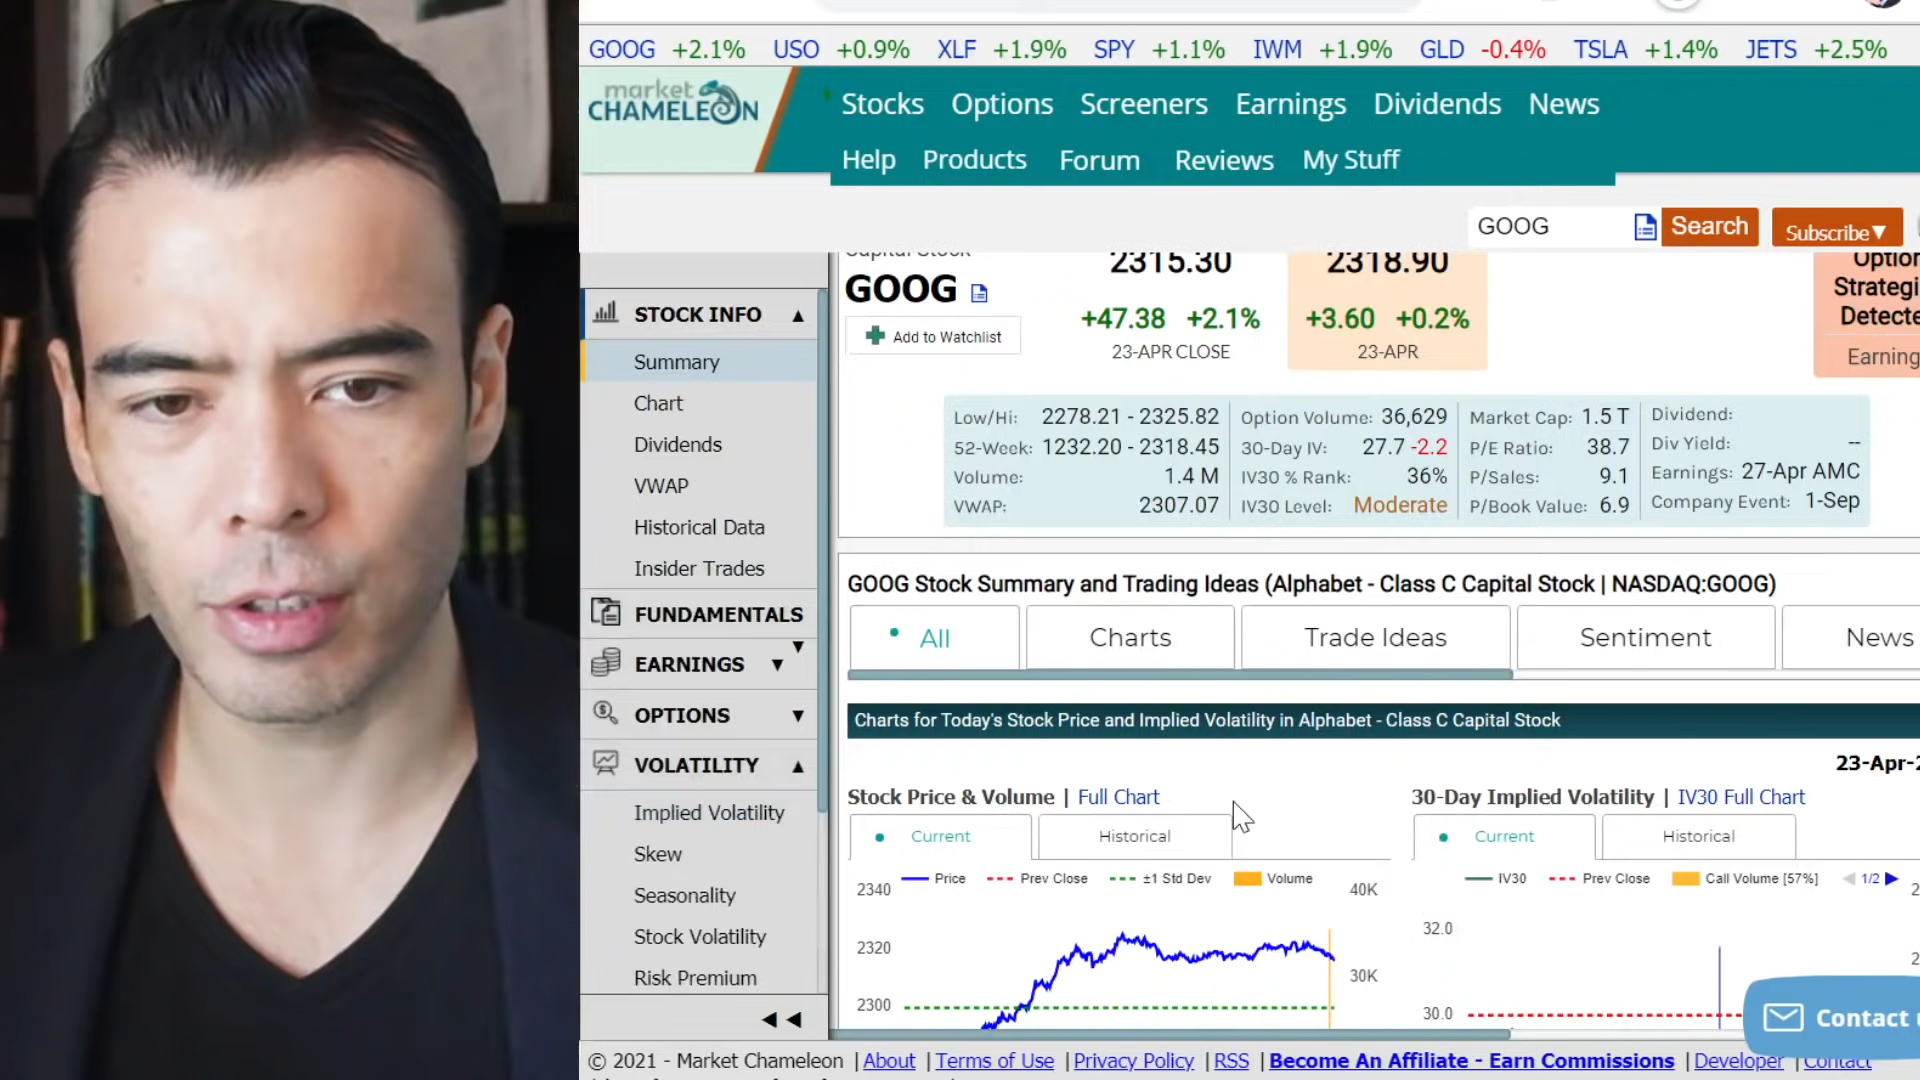 GOOG +2.1% USO +0.9% XLF +1.9% SPY +1.1% IWM +1.9% GLD -0.4% TSLA +1.4% JETS +2.5%
market
CHAMELEON
Stocks Options Screeners Earnings Dividends News
Help Products Forum Reviews My Stuff
GOOG Search Subscribe▼
STOCK INFO ▲
Summary
Chart
Dividends
VWAP
Historical Data
Insider Trades
FUNDAMENTALS ▼
EARNINGS ▼
OPTIONS ▼
VOLATILITY ▲
Implied Volatility
Skew
Seasonality
Stock Volatility
Risk Premium
◀ ◀
Capital Stock
GOOG
Add to Watchlist
2315.30
+47.38 +2.1%
23-APR CLOSE
2318.90
+3.60 +0.2%
23-APR
Option
Strategi
Detecte
Earning
Low/Hi: 2278.21 - 2325.82
52-Week: 1232.20 - 2318.45
Volume: 1.4 M
VWAP: 2307.07
Option Volume: 36,629
30-Day IV: 27.7 -2.2
IV30 % Rank: 36%
IV30 Level: Moderate
Market Cap: 1.5 T
P/E Ratio: 38.7
P/Sales: 9.1
P/Book Value: 6.9
Dividend:
Div Yield: --
Earnings: 27-Apr AMC
Company Event: 1-Sep
GOOG Stock Summary and Trading Ideas (Alphabet - Class C Capital Stock | NASDAQ:GOOG)
All Charts Trade Ideas Sentiment News
Charts for Today's Stock Price and Implied Volatility in Alphabet - Class C Capital Stock
23-Apr-2
Stock Price & Volume | Full Chart
Current Historical
Price Prev Close ±1 Std Dev Volume
2340 40K
2320
30K
2300
30-Day Implied Volatility | IV30 Full Chart
Current Historical
IV30 Prev Close Call Volume [57%] ◀ 1/2 ▶
32.0
30.0
Contact u
© 2021 - Market Chameleon | About | Terms of Use | Privacy Policy | RSS | Become An Affiliate - Earn Commissions | Developer | Contact